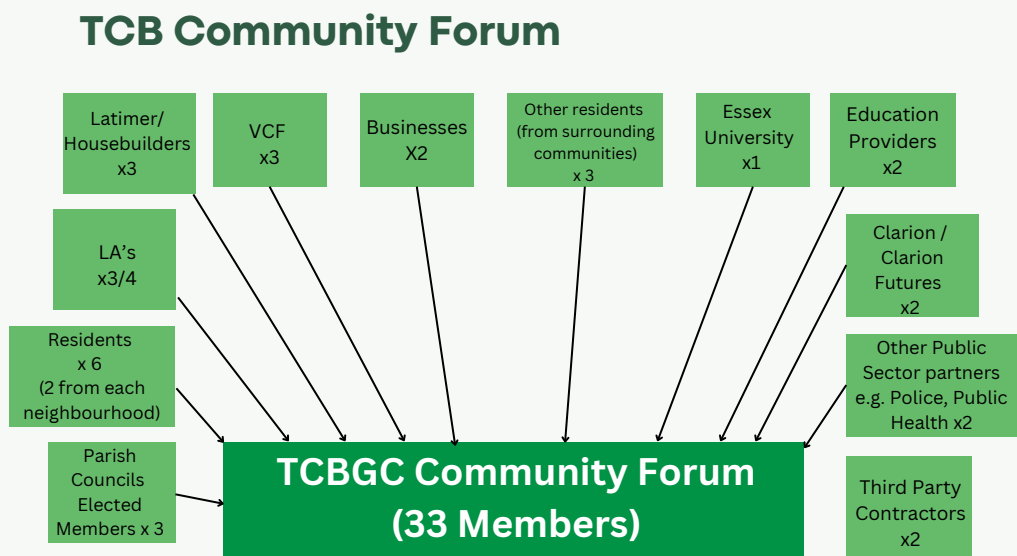 TCB Community Forum
Latimer/
Housebuilders
x3
VCF
x3
Businesses
X2
Other residents
(from surrounding
communities)
x 3
Essex
University
x1
Education
Providers
x2
LA's
x3/4
Clarion /
Clarion
Futures
x2
Residents
x 6
(2 from each
neighbourhood)
Other Public
Sector partners
e.g. Police, Public
Health x2
Parish
Councils
Elected
Members x 3
TCBGC Community Forum
(33 Members)
Third Party
Contractors
x2